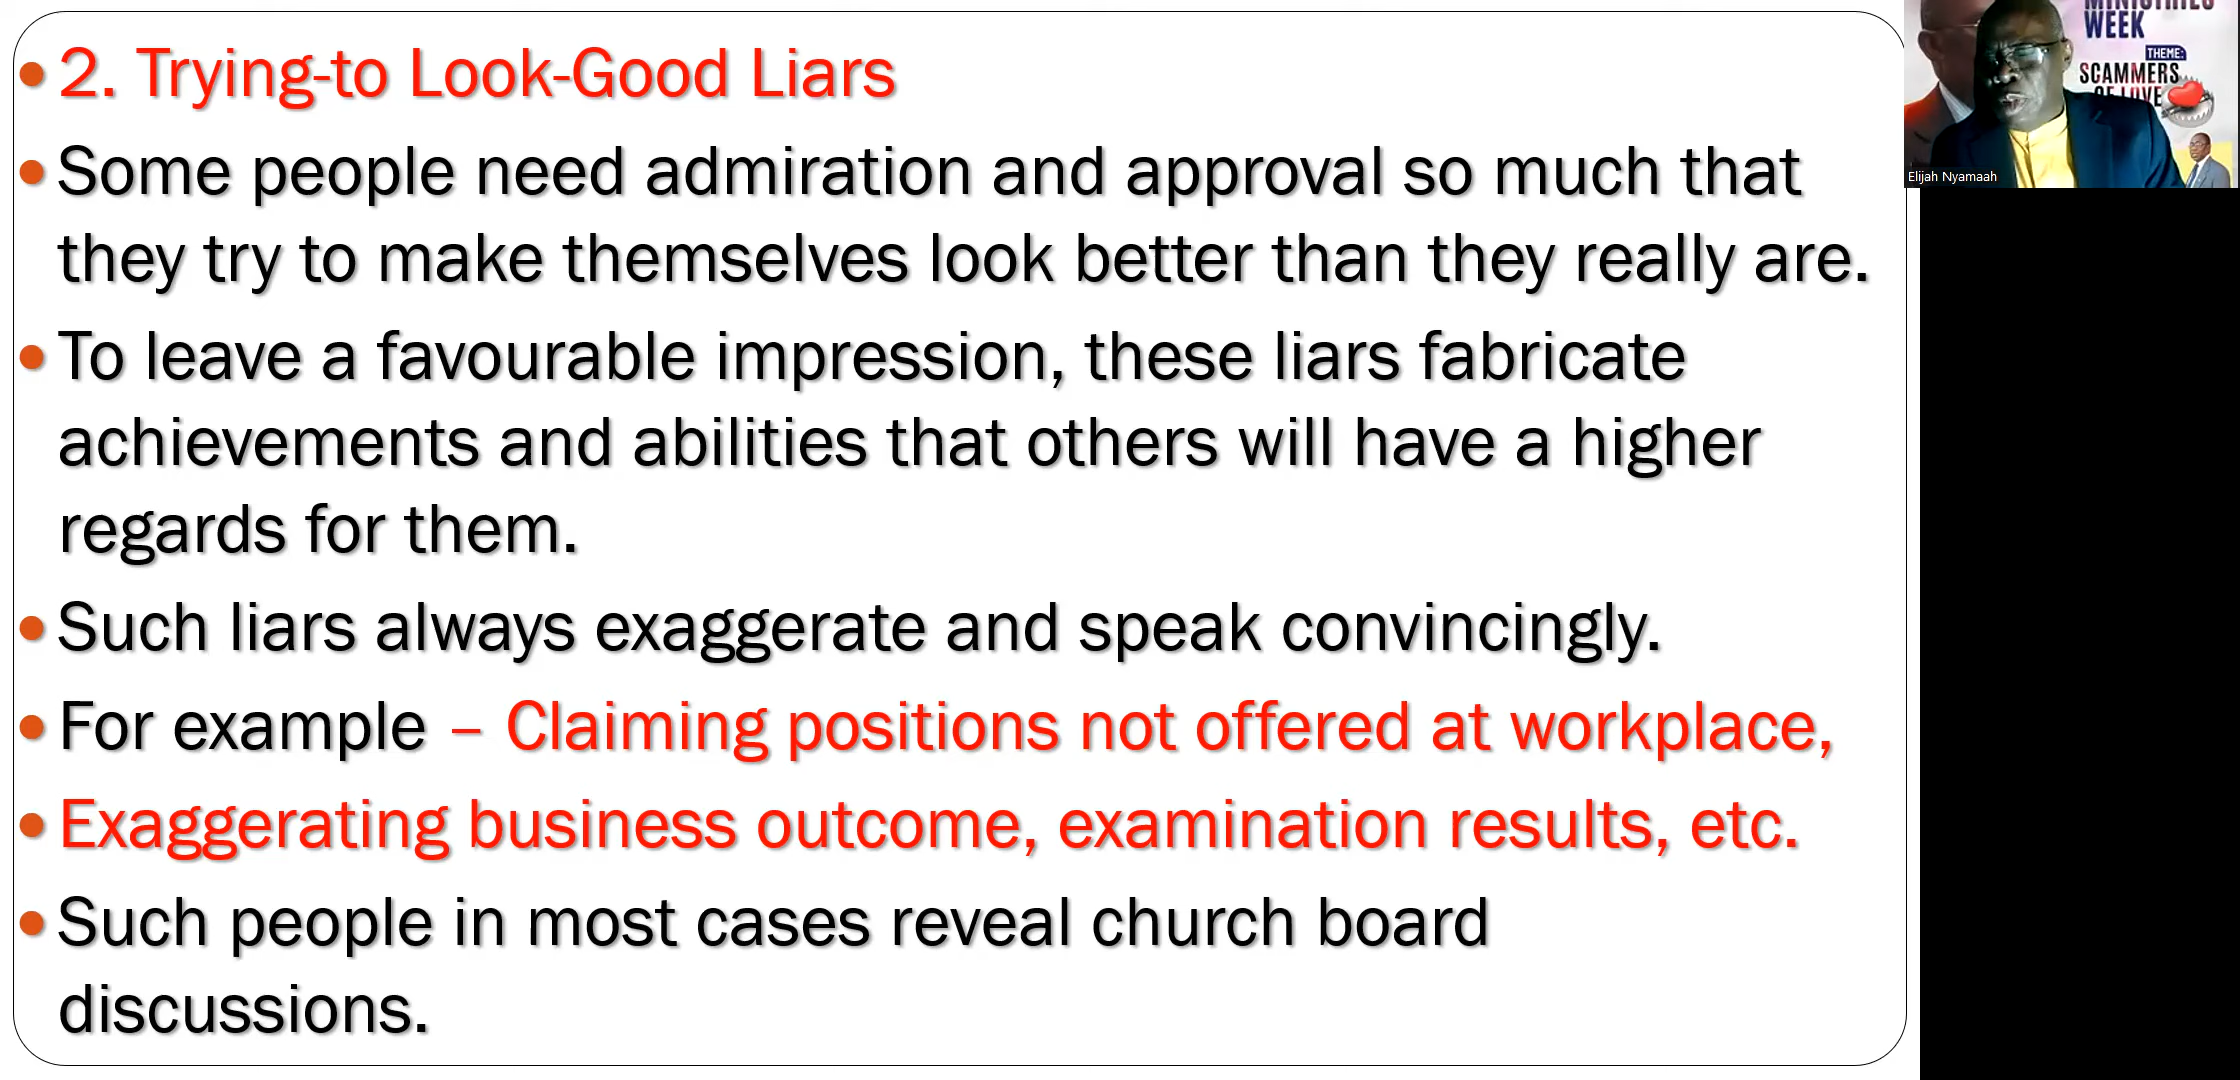 • 2. Trying-to Look-Good Liars
• Some people need admiration and approval so much that
they try to make themselves look better than they really are.
• To leave a favourable impression, these liars fabricate
achievements and abilities that others will have a higher
regards for them.
• Such liars always exaggerate and speak convincingly.
• For example – Claiming positions not offered at workplace,
• Exaggerating business outcome, examination results, etc.
• Such people in most cases reveal church board
discussions.
MINISTRIES
WEEK
THEME:
SCAMMERS
OF LOVE
Elijah Nyamaah